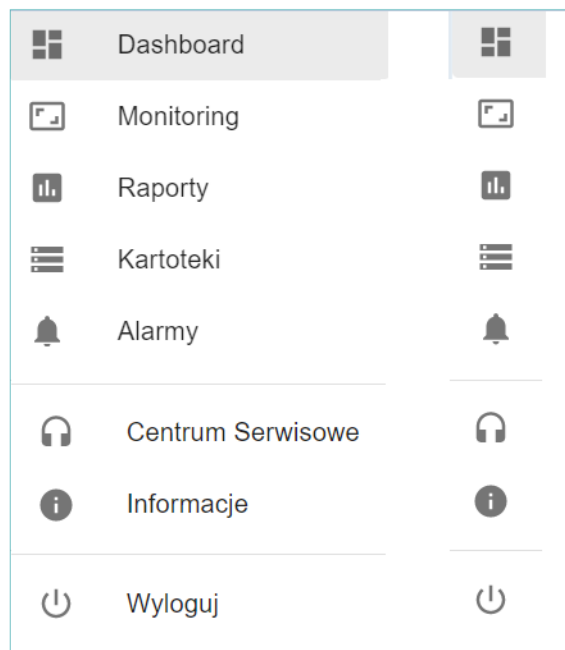 Dashboard
Monitoring
Raporty
Kartoteki
Alarmy
Centrum Serwisowe
Informacje
Wyloguj